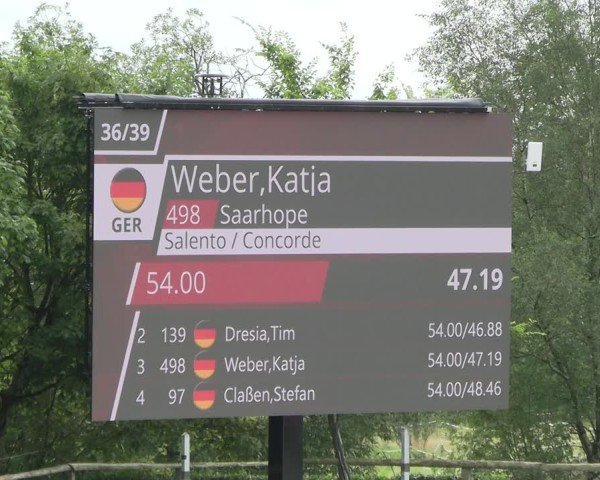 36/39
Weber,Katja
GER
498 Saarhope
Salento / Concorde
54.00 47.19
2 139 Dresia,Tim 54.00/46.88
3 498 Weber,Katja 54.00/47.19
4 97 Claßen,Stefan 54.00/48.46